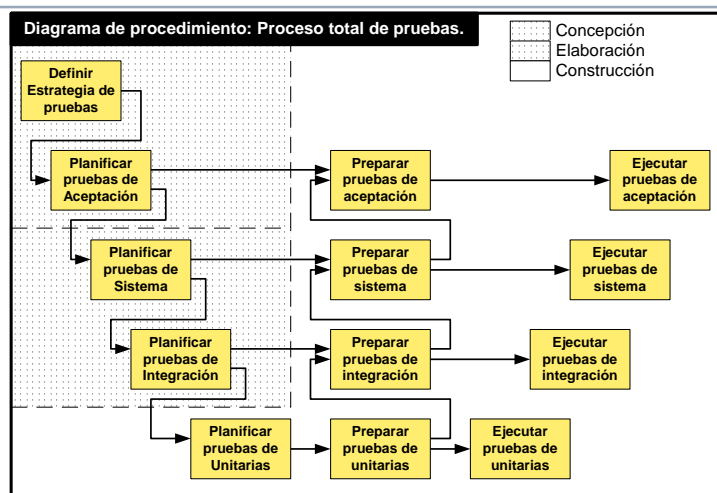 Diagrama de procedimiento: Proceso total de pruebas.
Concepción
Elaboración
Construcción
Definir
Estrategia de
pruebas
Planificar
pruebas de
Aceptación
Preparar
pruebas de
aceptación
Ejecutar
pruebas de
aceptación
Planificar
pruebas de
Sistema
Preparar
pruebas de
sistema
Ejecutar
pruebas de
sistema
Planificar
pruebas de
Integración
Preparar
pruebas de
integración
Ejecutar
pruebas de
integración
Planificar
pruebas de
Unitarias
Preparar
pruebas de
unitarias
Ejecutar
pruebas de
unitarias